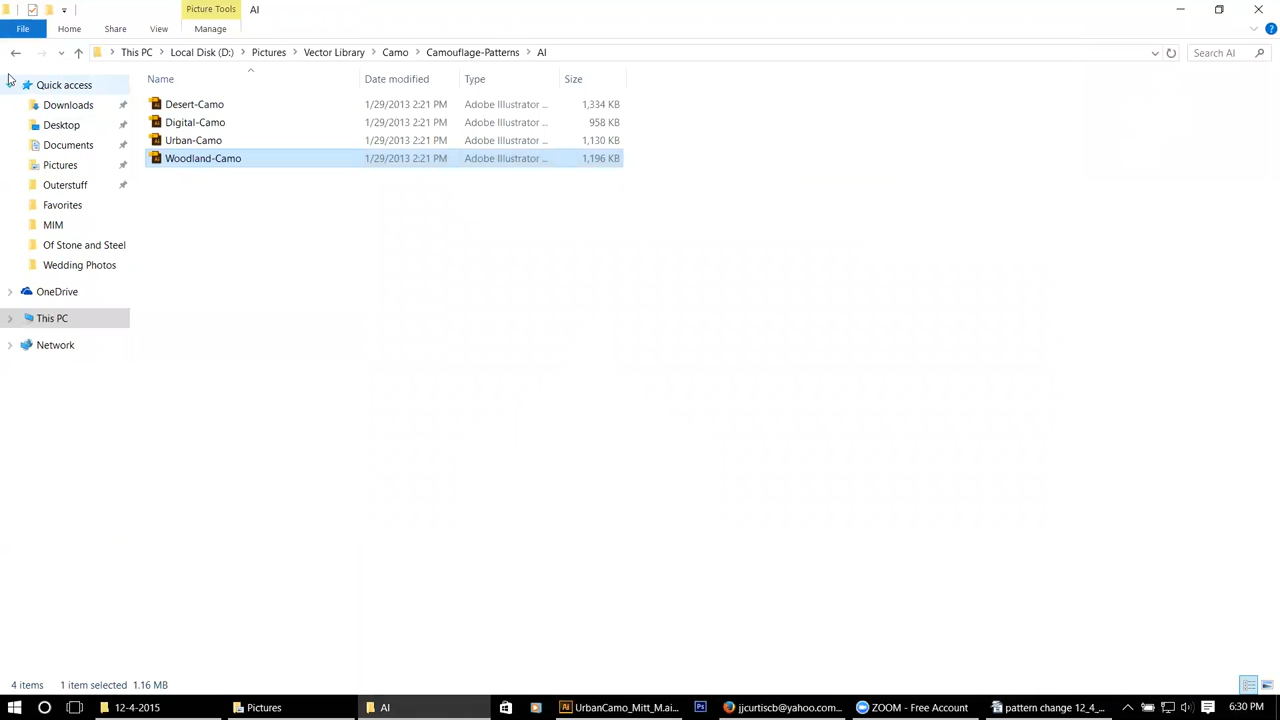 Picture Tools
AI
File
Home
Share
View
Manage
This PC
Local Disk (D:)
Pictures
Vector Library
Camo
Camouflage-Patterns
AI
Search AI
Name
Date modified
Type
Size
Quick access
Downloads
Desktop
Documents
Pictures
Outerstuff
Favorites
MIM
Of Stone and Steel
Wedding Photos
OneDrive
This PC
Network
Desert-Camo 1/29/2013 2:21 PM Adobe Illustrator ... 1,334 KB
Digital-Camo 1/29/2013 2:21 PM Adobe Illustrator ... 958 KB
Urban-Camo 1/29/2013 2:21 PM Adobe Illustrator ... 1,130 KB
Woodland-Camo 1/29/2013 2:21 PM Adobe Illustrator ... 1,196 KB
4 items 1 item selected 1.16 MB
12-4-2015
Pictures
AI
UrbanCamo_Mitt_M.ai...
jjcurtiscb@yahoo.com...
ZOOM - Free Account
pattern change 12_4_...
6:30 PM